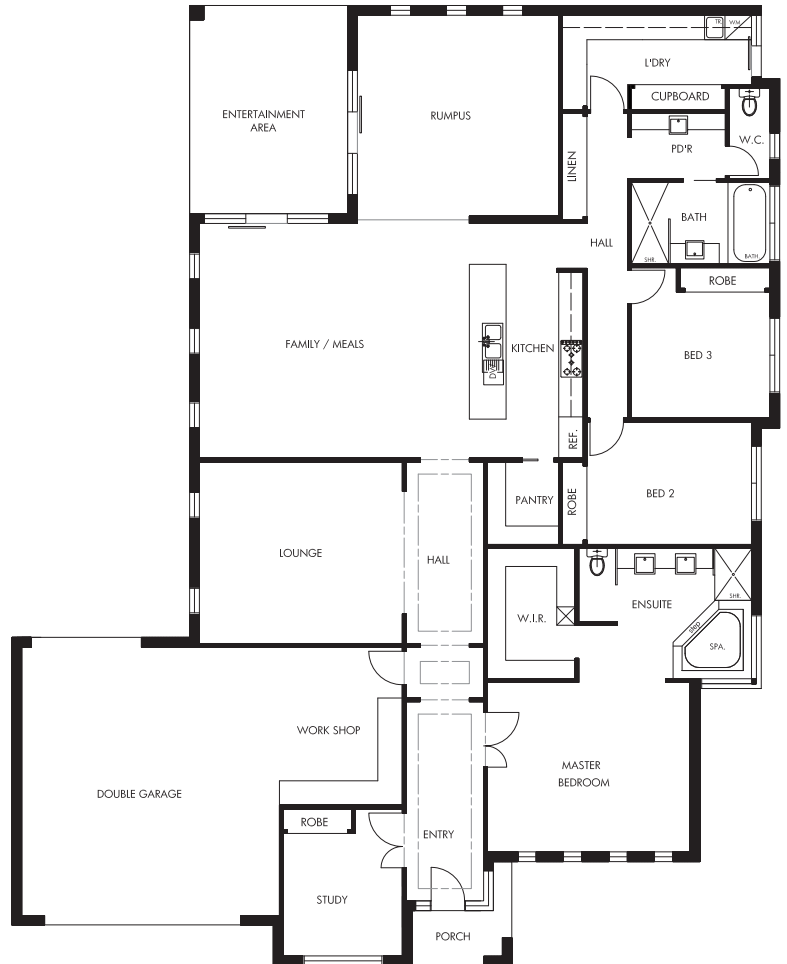 TR.
W.M.
L'DRY
CUPBOARD
ENTERTAINMENT
AREA
RUMPUS
W.C.
PD'R
LINEN
BATH
SHR.
BATH
HALL
ROBE
FAMILY / MEALS
KITCHEN
DW
BED 3
REF.
PANTRY
ROBE
BED 2
LOUNGE
HALL
W.I.R.
ENSUITE
SHR.
step
SPA.
WORK SHOP
MASTER
BEDROOM
DOUBLE GARAGE
ROBE
ENTRY
STUDY
PORCH